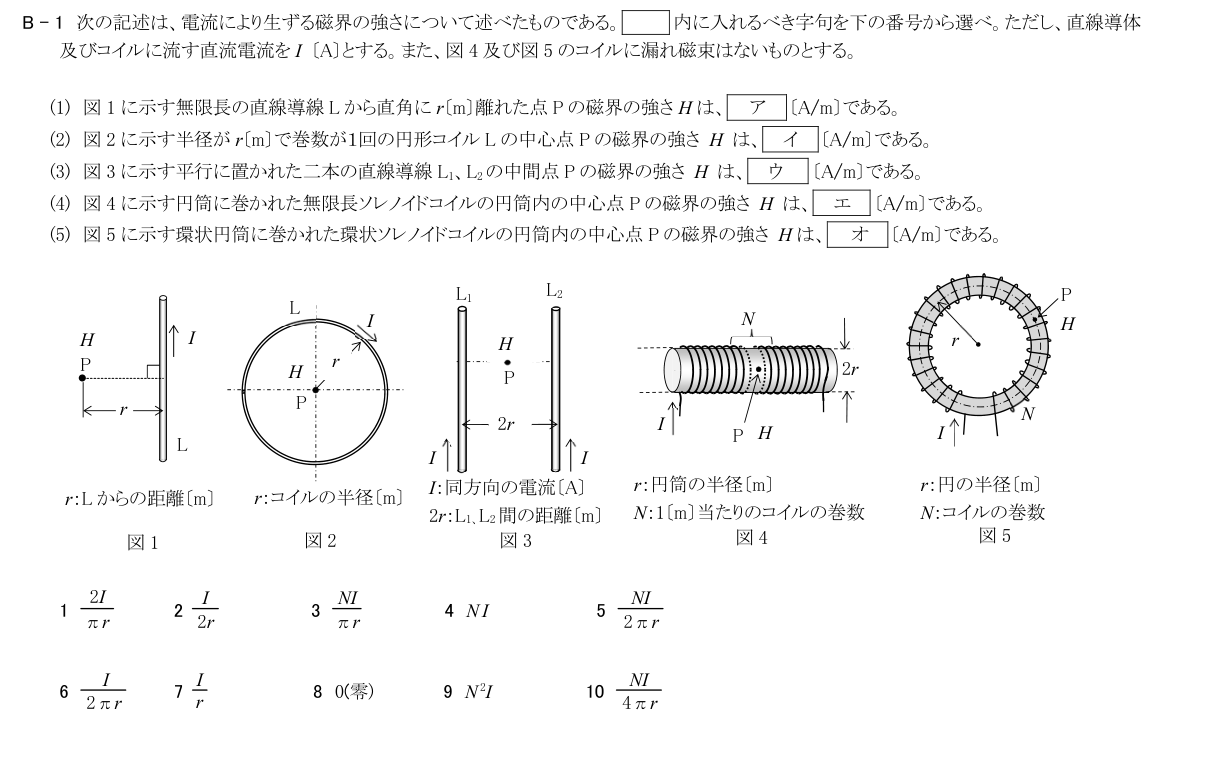 B－1 次の記述は、電流により生ずる磁界の強さについて述べたものである。 内に入れるべき字句を下の番号から選べ。ただし、直線導体
及びコイルに流す直流電流を I 〔A〕とする。また、図4及び図5のコイルに漏れ磁束はないものとする。
(1) 図1に示す無限長の直線導線Lから直角に r〔m〕離れた点Pの磁界の強さ H は、 ア 〔A/m〕である。
(2) 図2に示す半径が r〔m〕で巻数が1回の円形コイルLの中心点Pの磁界の強さ H は、 イ 〔A/m〕である。
(3) 図3に示す平行に置かれた二本の直線導線L₁、L₂の中間点Pの磁界の強さ H は、 ウ 〔A/m〕である。
(4) 図4に示す円筒に巻かれた無限長ソレノイドコイルの円筒内の中心点Pの磁界の強さ H は、 エ 〔A/m〕である。
(5) 図5に示す環状円筒に巻かれた環状ソレノイドコイルの円筒内の中心点Pの磁界の強さ H は、 オ 〔A/m〕である。
H
P
I
r
L
r:Lからの距離〔m〕
図1
L
I
r
H
P
r:コイルの半径〔m〕
図2
L₁ L₂
H
P
2r
I I
I:同方向の電流〔A〕
2r:L₁、L₂間の距離〔m〕
図3
N
2r
I
P H
r:円筒の半径〔m〕
N:1〔m〕当たりのコイルの巻数
図4
P
H
r
I
N
r:円の半径〔m〕
N:コイルの巻数
図5
1 2I/πr 2 I/2r 3 NI/πr 4 NI 5 NI/2πr
6 I/2πr 7 I/r 8 0(零) 9 N²I 10 NI/4πr